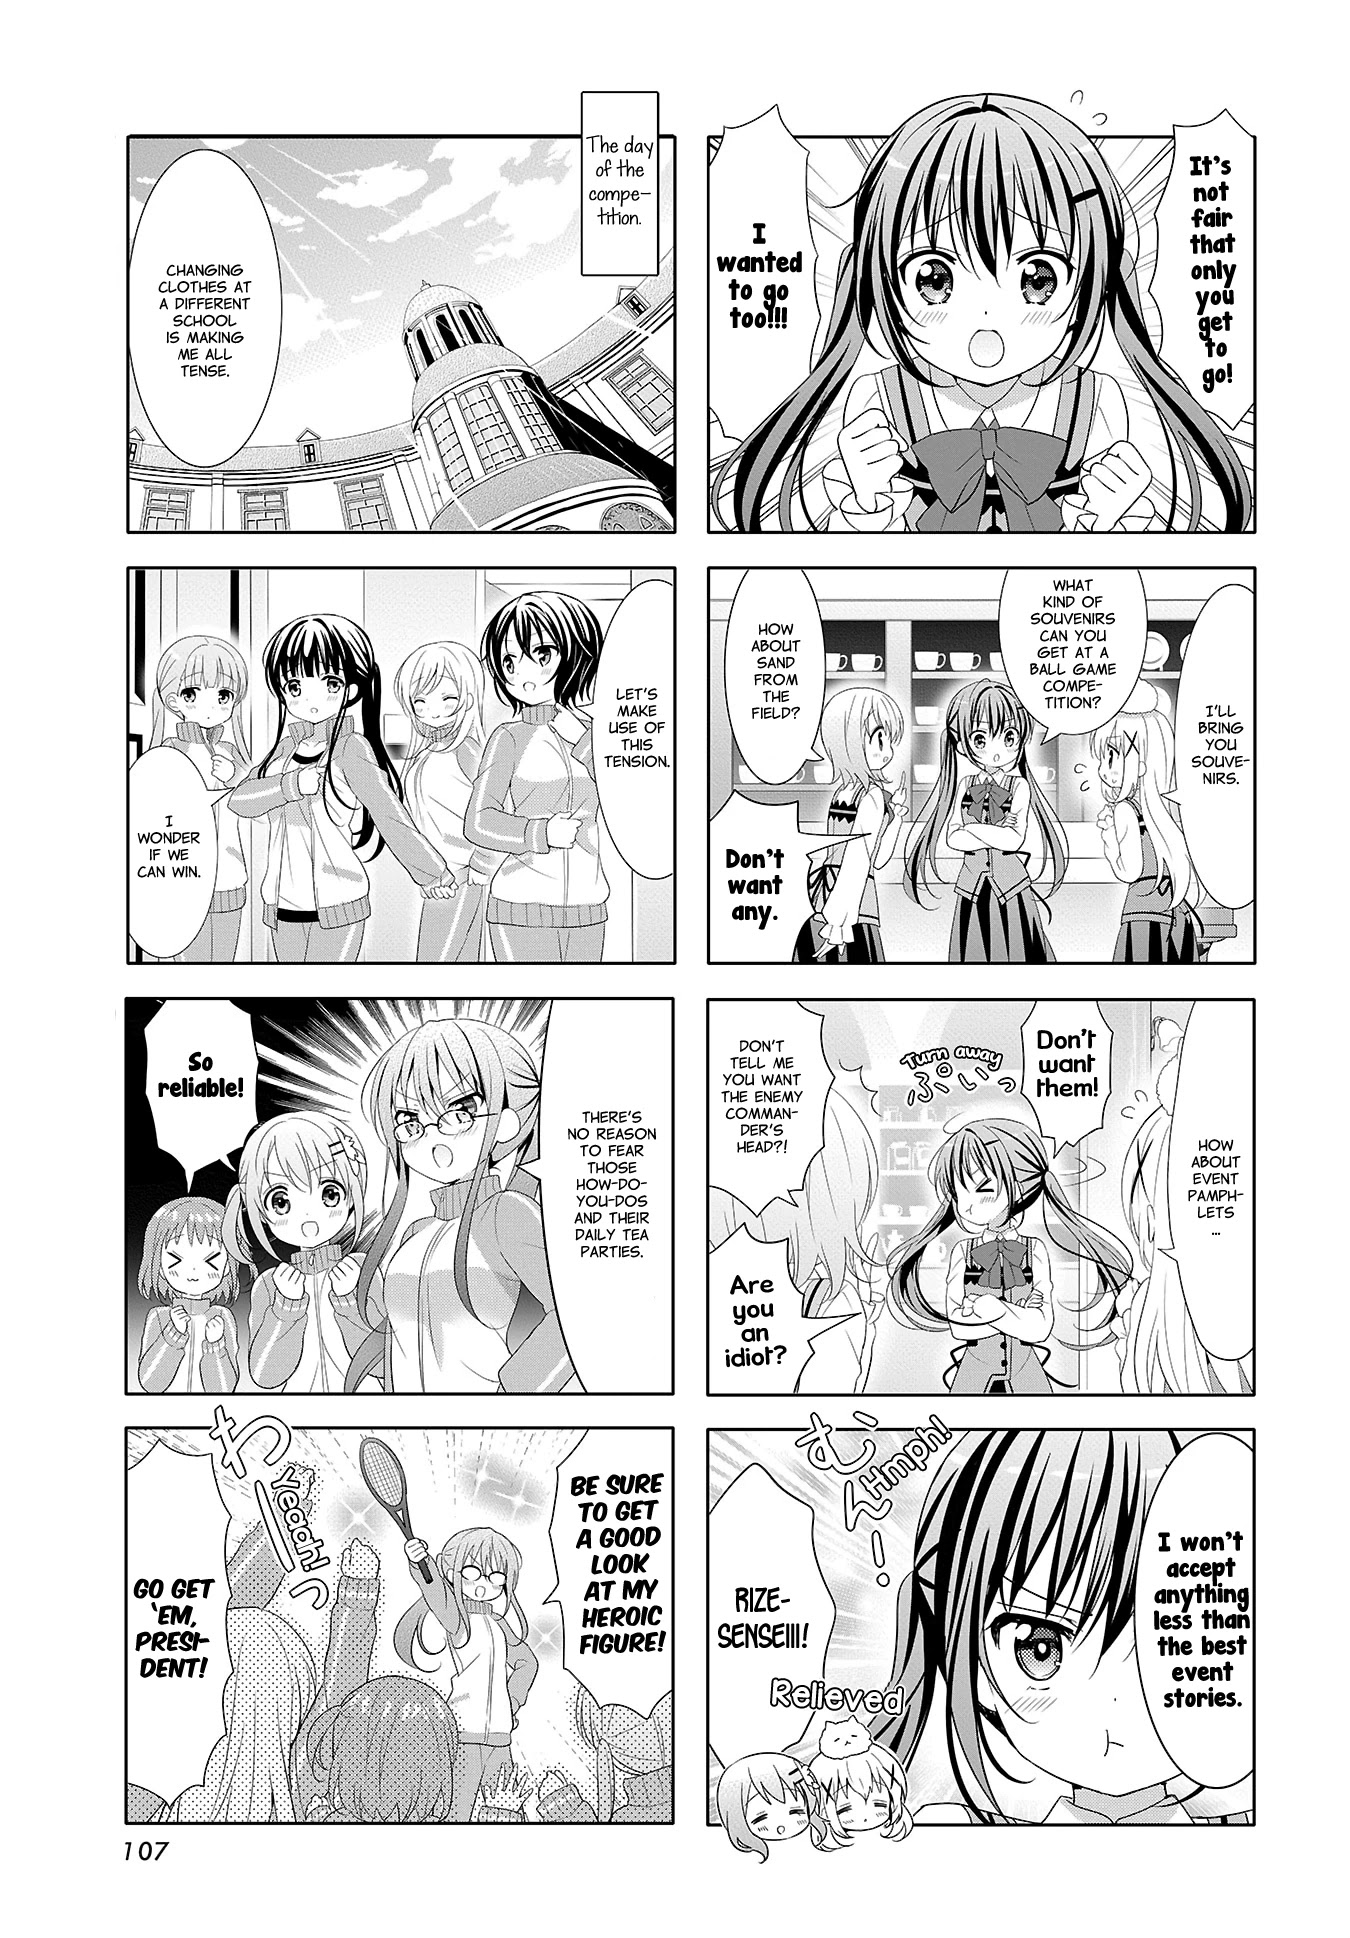 It's
not
fair
that
only
you
get
to
go!
I
wanted
to go
too!!!
I'LL
BRING
YOU
SOUVE-
NIRS.
WHAT
KIND OF
SOUVENIRS
CAN YOU
GET AT A
BALL GAME
COMPE-
TITION?
HOW
ABOUT
SAND
FROM
THE
FIELD?
Don't
want
any.
HOW
ABOUT
EVENT
PAMPH-
LETS
...
Don't
want
them!
Turn away
ぷいっ
DON'T
TELL ME
YOU WANT
THE ENEMY
COMMAN-
DER'S
HEAD?!
Are
you
an
idiot?
I won't
accept
anything
less than
the best
event
stories.
むーん!
Hmph!
RIZE-
SENSEIII!
Relieved
The day
of the
compe-
tition.
CHANGING
CLOTHES AT
A DIFFERENT
SCHOOL
IS MAKING
ME ALL
TENSE.
LET'S
MAKE
USE OF
THIS
TENSION.
I
WONDER
IF WE
CAN WIN.
THERE'S
NO REASON
TO FEAR
THOSE
HOW-DO-
YOU-DOS
AND THEIR
DAILY TEA
PARTIES.
So
reliable!
BE SURE
TO GET
A GOOD
LOOK
AT MY
HEROIC
FIGURE!
わーっ
Yeaah!
GO GET
'EM,
PRESI-
DENT!
107